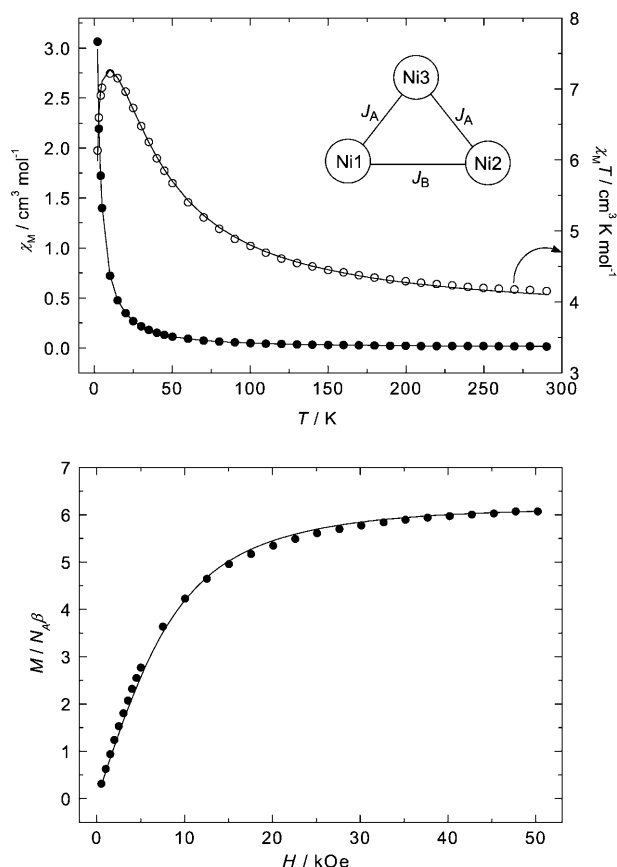 χM / cm³ mol⁻¹
3.0
2.5
2.0
1.5
1.0
0.5
0.0
0 50 100 150 200 250 300
T / K
8
7
6
5
4
3
χMT / cm³ K mol⁻¹
Ni3
JA JA
Ni1 Ni2
JB
M / NAβ
7
6
5
4
3
2
1
0
0 10 20 30 40 50
H / kOe